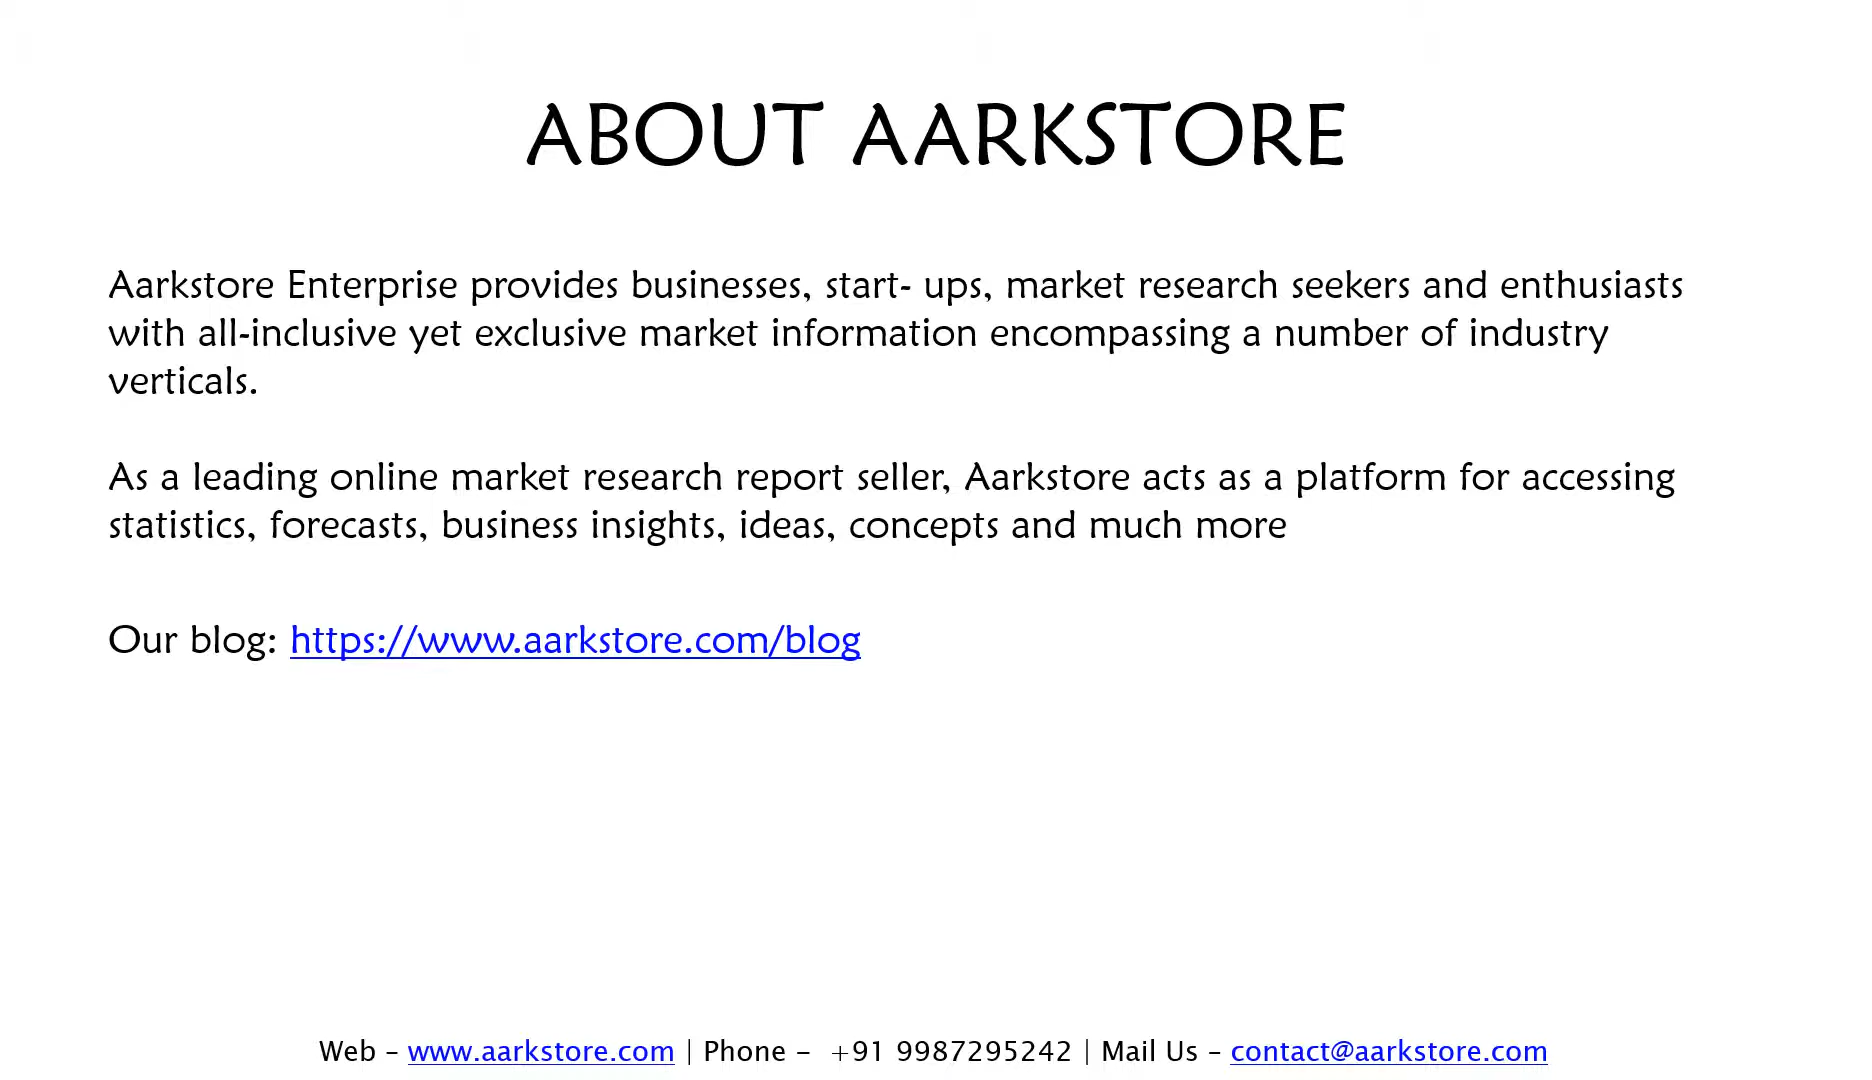 ABOUT AARKSTORE
Aarkstore Enterprise provides businesses, start- ups, market research seekers and enthusiasts
with all-inclusive yet exclusive market information encompassing a number of industry
verticals.
As a leading online market research report seller, Aarkstore acts as a platform for accessing
statistics, forecasts, business insights, ideas, concepts and much more
Our blog: https://www.aarkstore.com/blog
Web – www.aarkstore.com | Phone –  +91 9987295242 | Mail Us – contact@aarkstore.com